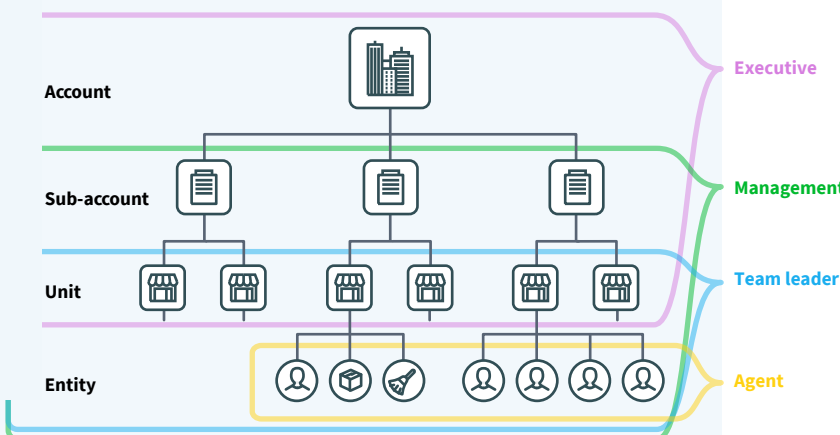 Account
Executive
Sub-account
Management
Unit
Team leader
Entity
Agent